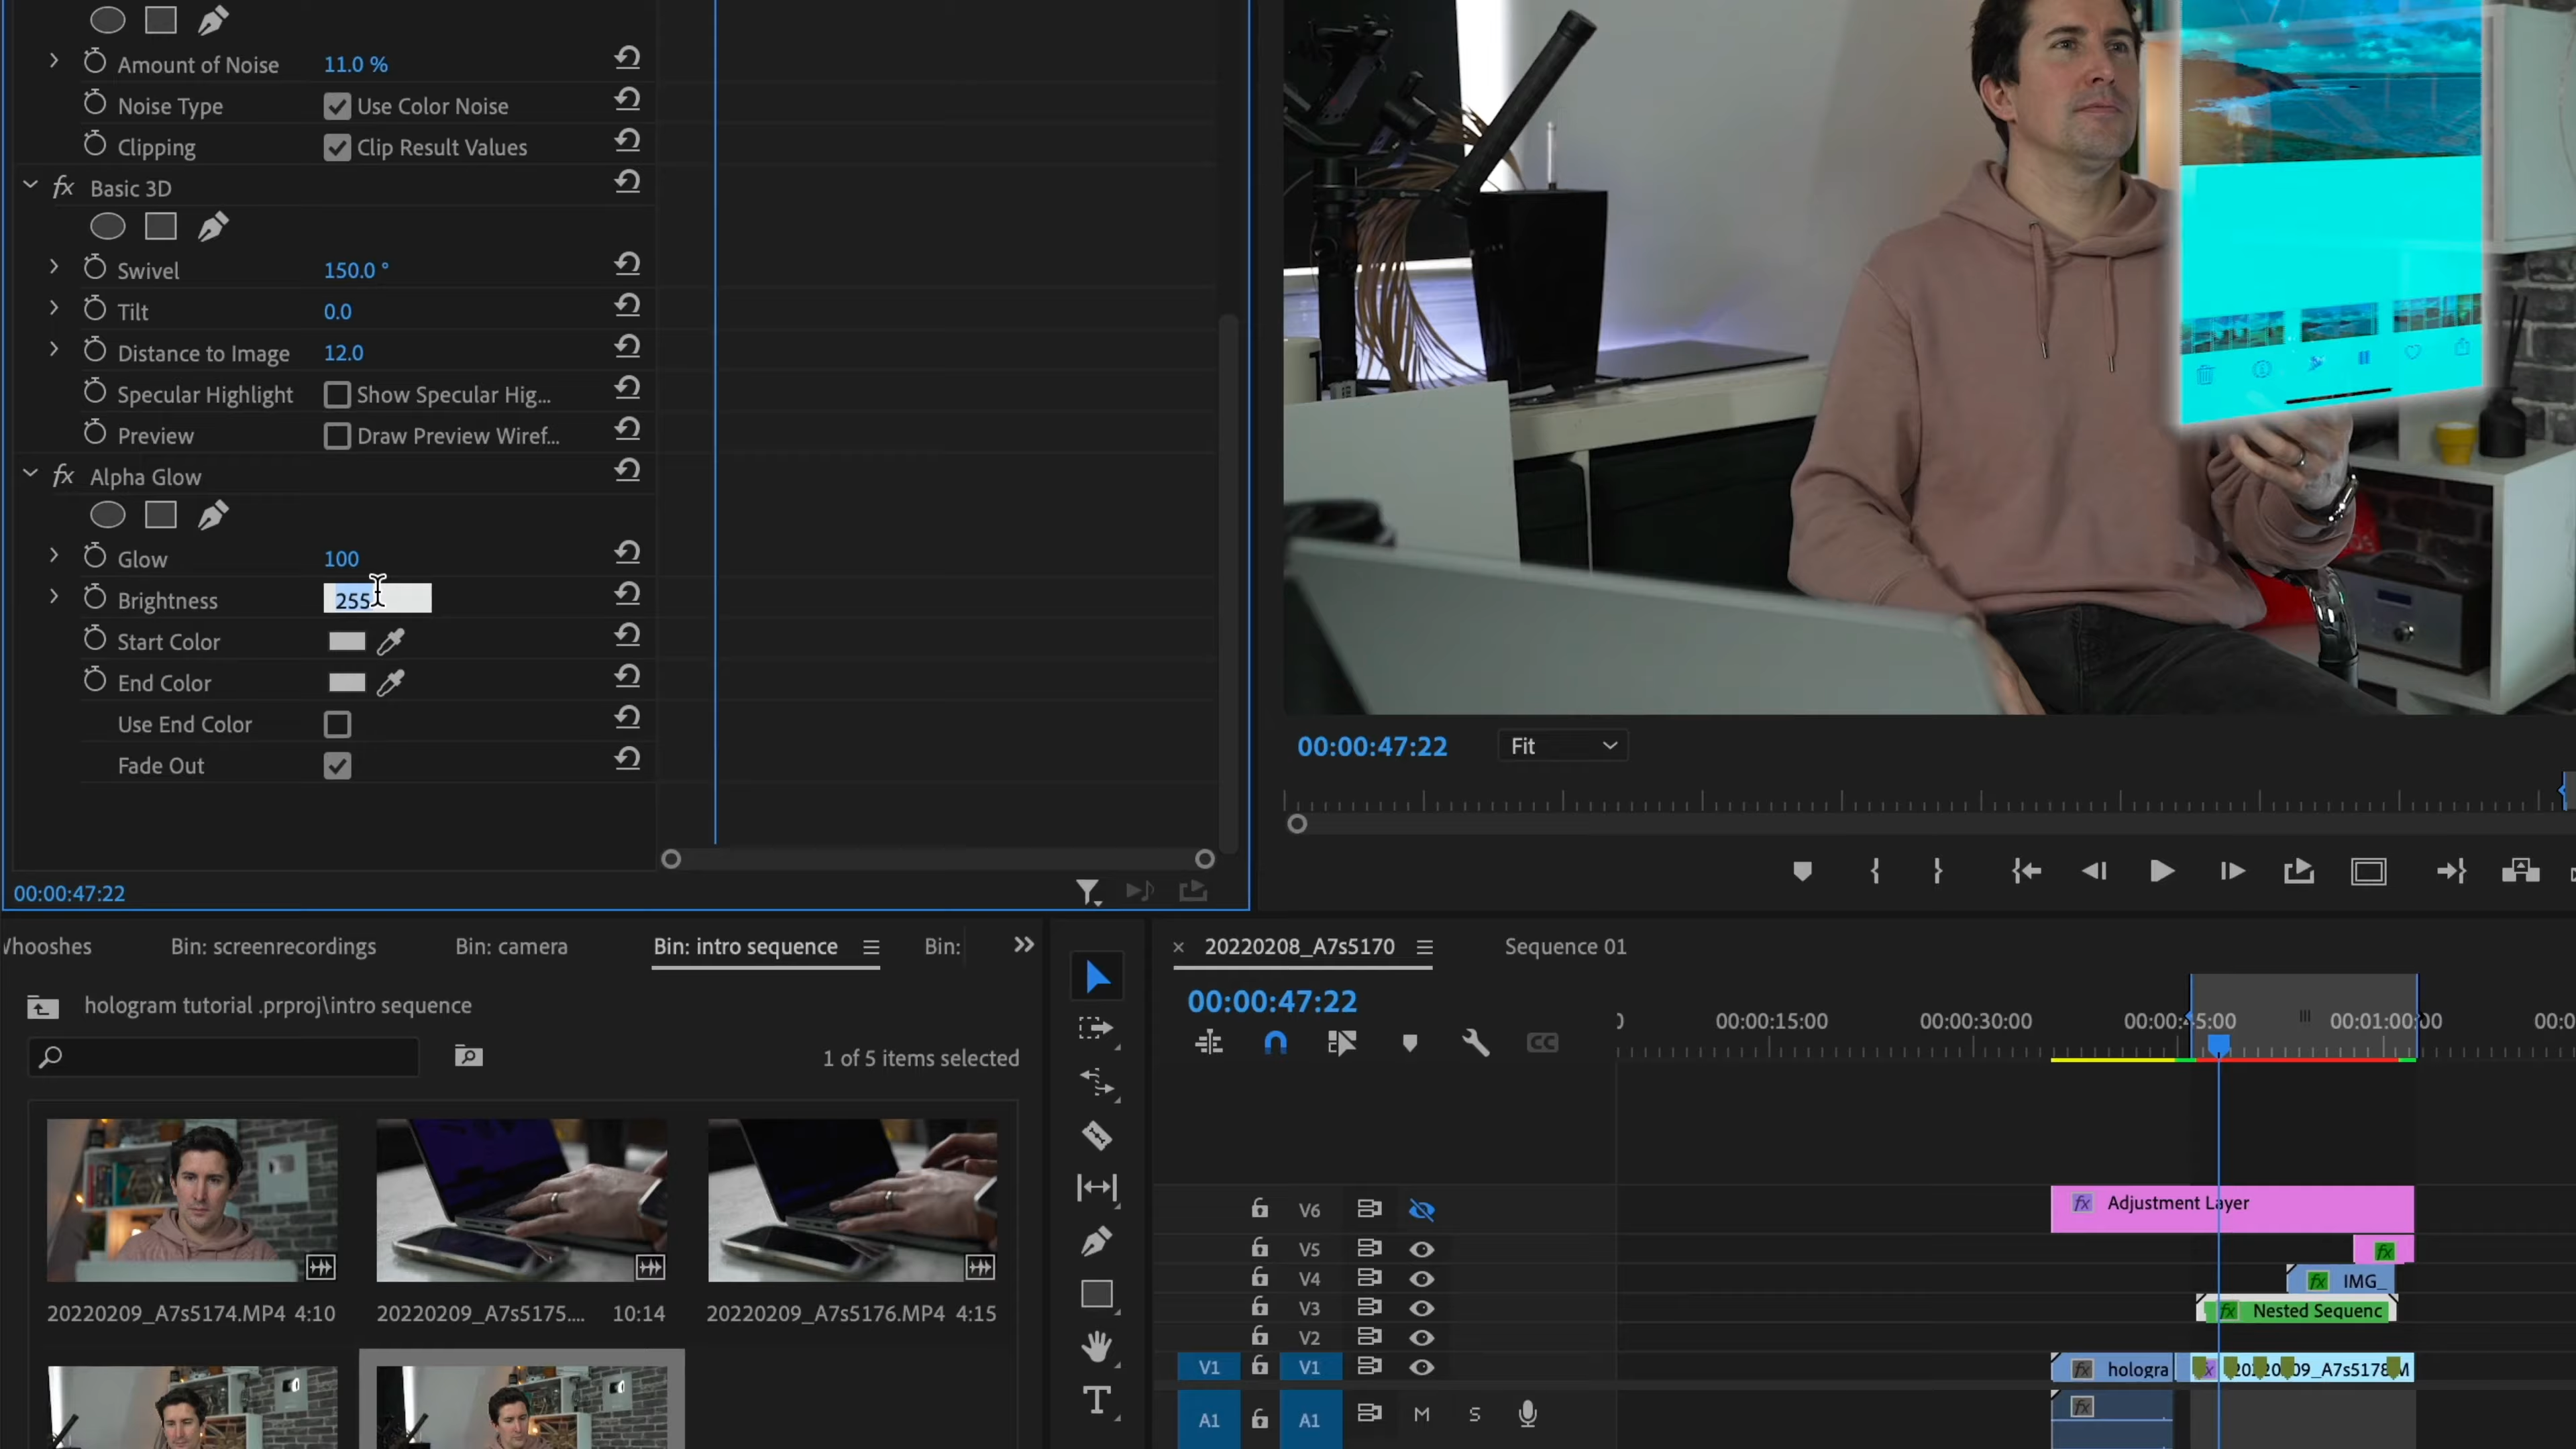 Amount of Noise 11.0 %
Noise Type Use Color Noise
Clipping Clip Result Values
fx Basic 3D
Swivel 150.0 °
Tilt 0.0
Distance to Image 12.0
Specular Highlight Show Specular Hig...
Preview Draw Preview Wiref...
fx Alpha Glow
Glow 100
Brightness 255
Start Color
End Color
Use End Color
Fade Out
00:00:47:22
00:00:47:22 Fit
Whooshes Bin: screenrecordings Bin: camera Bin: intro sequence Bin:
hologram tutorial .prproj\intro sequence
1 of 5 items selected
20220209_A7s5174.MP4 4:10
20220209_A7s5175.... 10:14
20220209_A7s5176.MP4 4:15
× 20220208_A7s5170 Sequence 01
00:00:47:22
00:00:15:00 00:00:30:00 00:00:45:00 00:01:00:00 00:0
CC
V6 fx Adjustment Layer
V5 fx
V4 fx IMG_
V3 fx Nested Sequenc
V2
V1 V1 fx hologra fx 20220209_A7s5178.M
A1 A1 M S fx
T